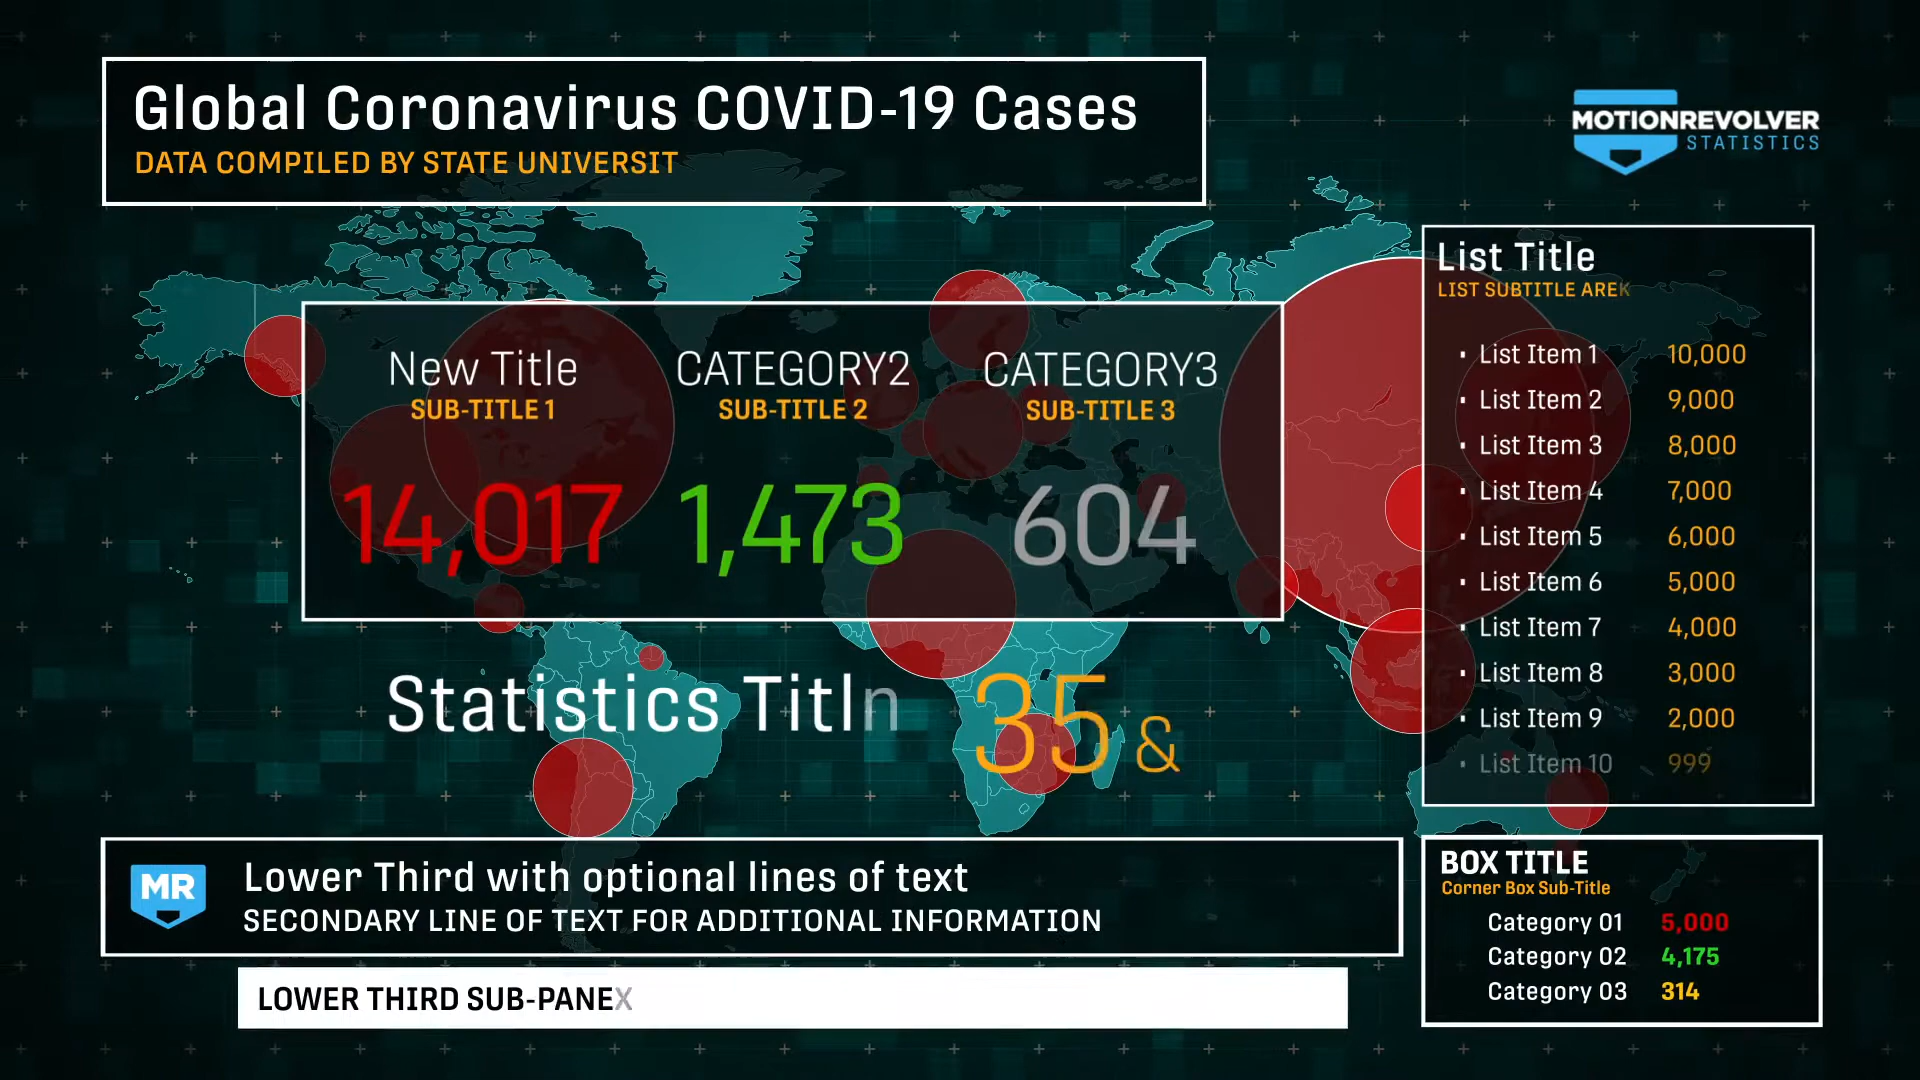 Global Coronavirus COVID-19 Cases
DATA COMPILED BY STATE UNIVERSIT
MOTIONREVOLVER
STATISTICS
New Title
SUB-TITLE 1
14,017
CATEGORY2
SUB-TITLE 2
1,473
CATEGORY3
SUB-TITLE 3
604
Statistics Titln
35 &
List Title
LIST SUBTITLE AREK
· List Item 1 10,000
· List Item 2 9,000
· List Item 3 8,000
· List Item 4 7,000
· List Item 5 6,000
· List Item 6 5,000
· List Item 7 4,000
· List Item 8 3,000
· List Item 9 2,000
· List Item 10 999
MR
Lower Third with optional lines of text
SECONDARY LINE OF TEXT FOR ADDITIONAL INFORMATION
LOWER THIRD SUB-PANEX
BOX TITLE
Corner Box Sub-Title
Category 01 5,000
Category 02 4,175
Category 03 314